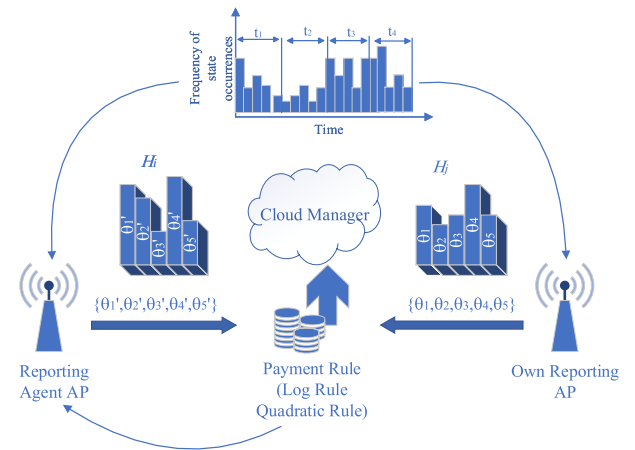 Frequency of
state
occurrences
t1
t2
t3
t4
Time
Hi
Hj
θ1'
θ2'
θ3'
θ4'
θ5'
Cloud Manager
θ1
θ2
θ3
θ4
θ5
{θ1',θ2',θ3',θ4',θ5'}
{θ1,θ2,θ3,θ4,θ5}
Reporting
Agent AP
Payment Rule
(Log Rule
Quadratic Rule)
Own Reporting
AP